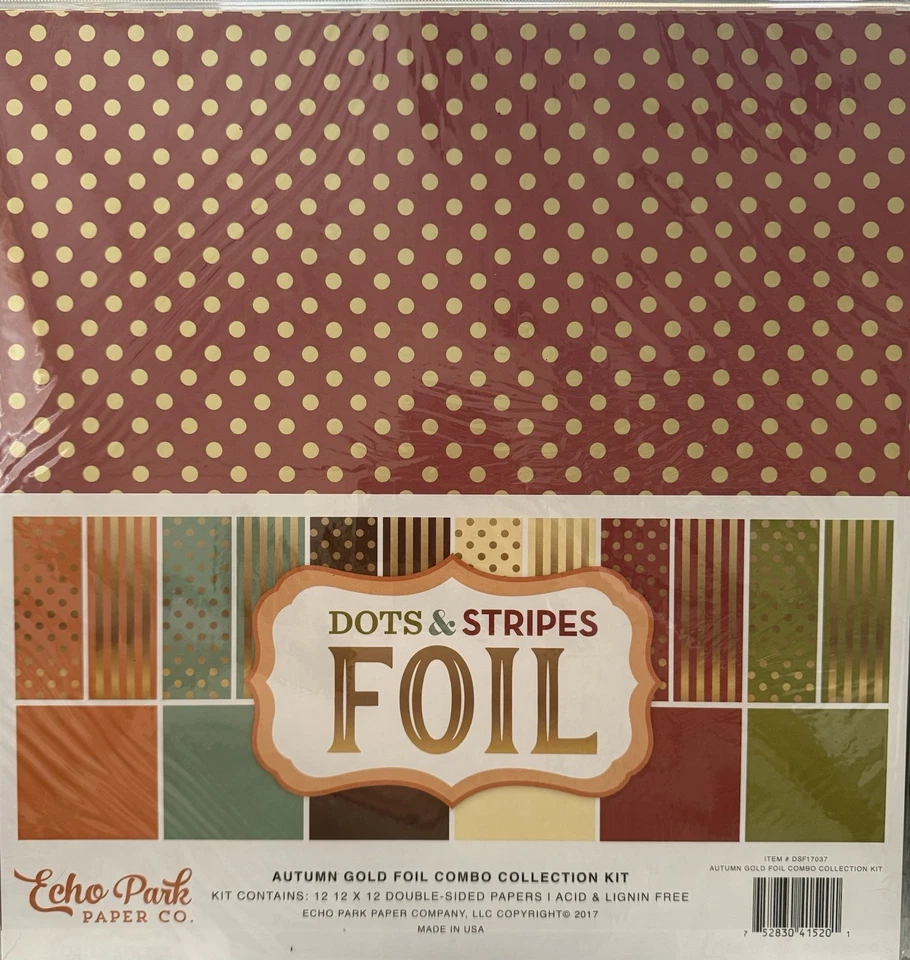 DOTS & STRIPES
FOIL
Echo Park
PAPER CO.
AUTUMN GOLD FOIL COMBO COLLECTION KIT
KIT CONTAINS: 12 12 X 12 DOUBLE-SIDED PAPERS | ACID & LIGNIN FREE
ECHO PARK PAPER COMPANY, LLC COPYRIGHT© 2017
MADE IN USA
ITEM # DSF17037
AUTUMN GOLD FOIL COMBO COLLECTION KIT
7 52830 41520 1